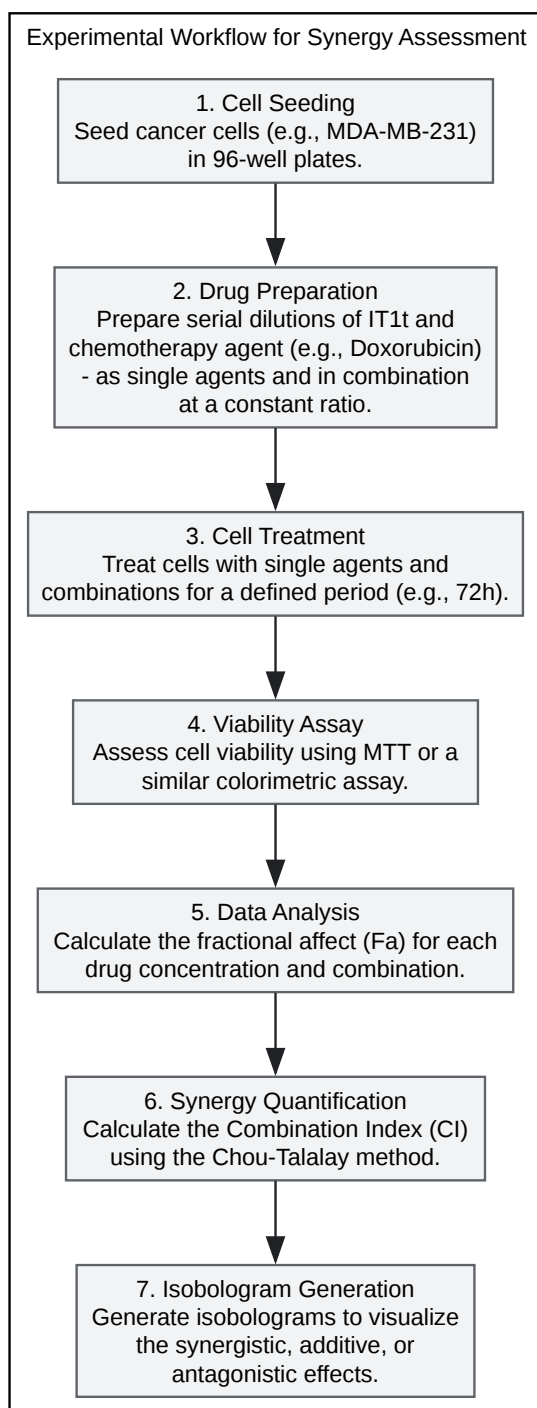 Experimental Workflow for Synergy Assessment
1. Cell Seeding
Seed cancer cells (e.g., MDA-MB-231)
in 96-well plates.
2. Drug Preparation
Prepare serial dilutions of IT1t and
chemotherapy agent (e.g., Doxorubicin)
- as single agents and in combination
at a constant ratio.
3. Cell Treatment
Treat cells with single agents and
combinations for a defined period (e.g., 72h).
4. Viability Assay
Assess cell viability using MTT or a
similar colorimetric assay.
5. Data Analysis
Calculate the fractional affect (Fa) for each
drug concentration and combination.
6. Synergy Quantification
Calculate the Combination Index (CI)
using the Chou-Talalay method.
7. Isobologram Generation
Generate isobolograms to visualize
the synergistic, additive, or
antagonistic effects.